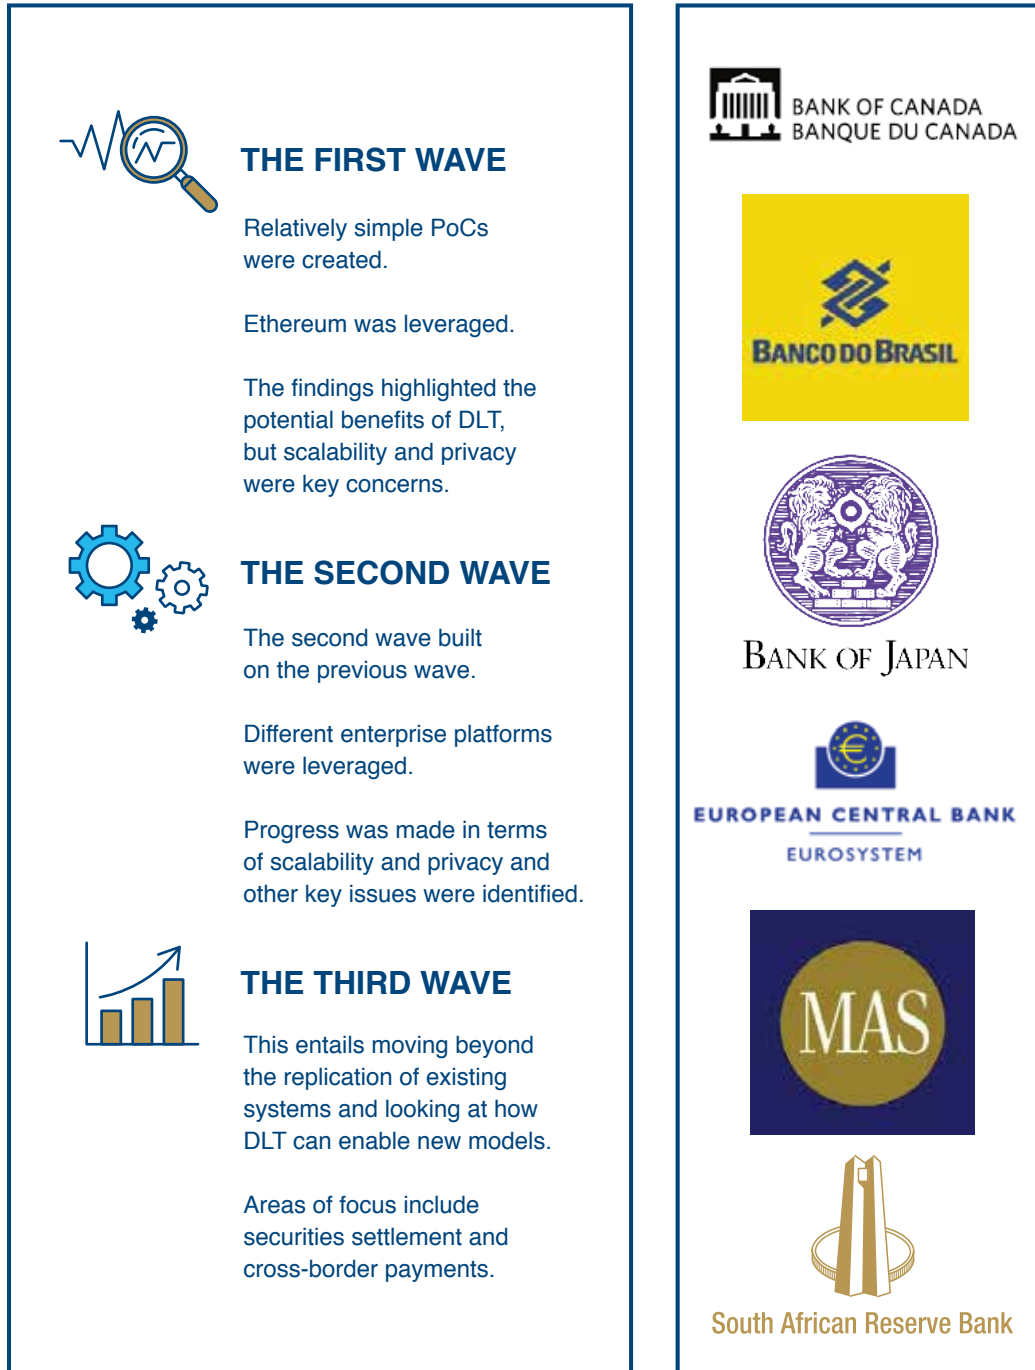 THE FIRST WAVE
Relatively simple PoCs
were created.
Ethereum was leveraged.
The findings highlighted the
potential benefits of DLT,
but scalability and privacy
were key concerns.
THE SECOND WAVE
The second wave built
on the previous wave.
Different enterprise platforms
were leveraged.
Progress was made in terms
of scalability and privacy and
other key issues were identified.
THE THIRD WAVE
This entails moving beyond
the replication of existing
systems and looking at how
DLT can enable new models.
Areas of focus include
securities settlement and
cross-border payments.
BANK OF CANADA
BANQUE DU CANADA
BANCO DO BRASIL
BANK OF JAPAN
€
EUROPEAN CENTRAL BANK
EUROSYSTEM
MAS
South African Reserve Bank